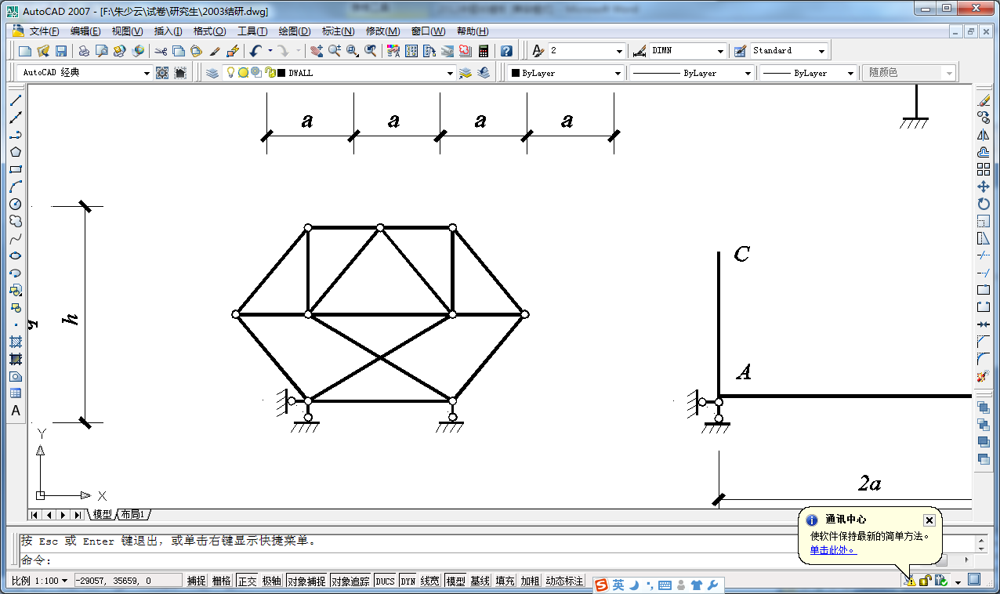 AutoCAD 2007 - [F:\朱少云\试卷\研究生\2003结研.dwg]
文件(F) 编辑(E) 视图(V) 插入(I) 格式(O) 工具(T) 绘图(D) 标注(N) 修改(M) 窗口(W) 帮助(H)
2 DIMN Standard
AutoCAD 经典 DWALL ByLayer ByLayer ByLayer 随颜色
a a a a
C
h
q
A
Y
X
2a
模型 布局1
通讯中心
使软件保持最新的简单方法。
单击此处。
按 Esc 或 Enter 键退出，或单击右键显示快捷菜单。
命令:
比例 1:100 -29057, 35659, 0 捕捉 栅格 正交 极轴 对象捕捉 对象追踪 DUCS DYN 线宽 模型 基线 填充 加粗 动态标注
S 英